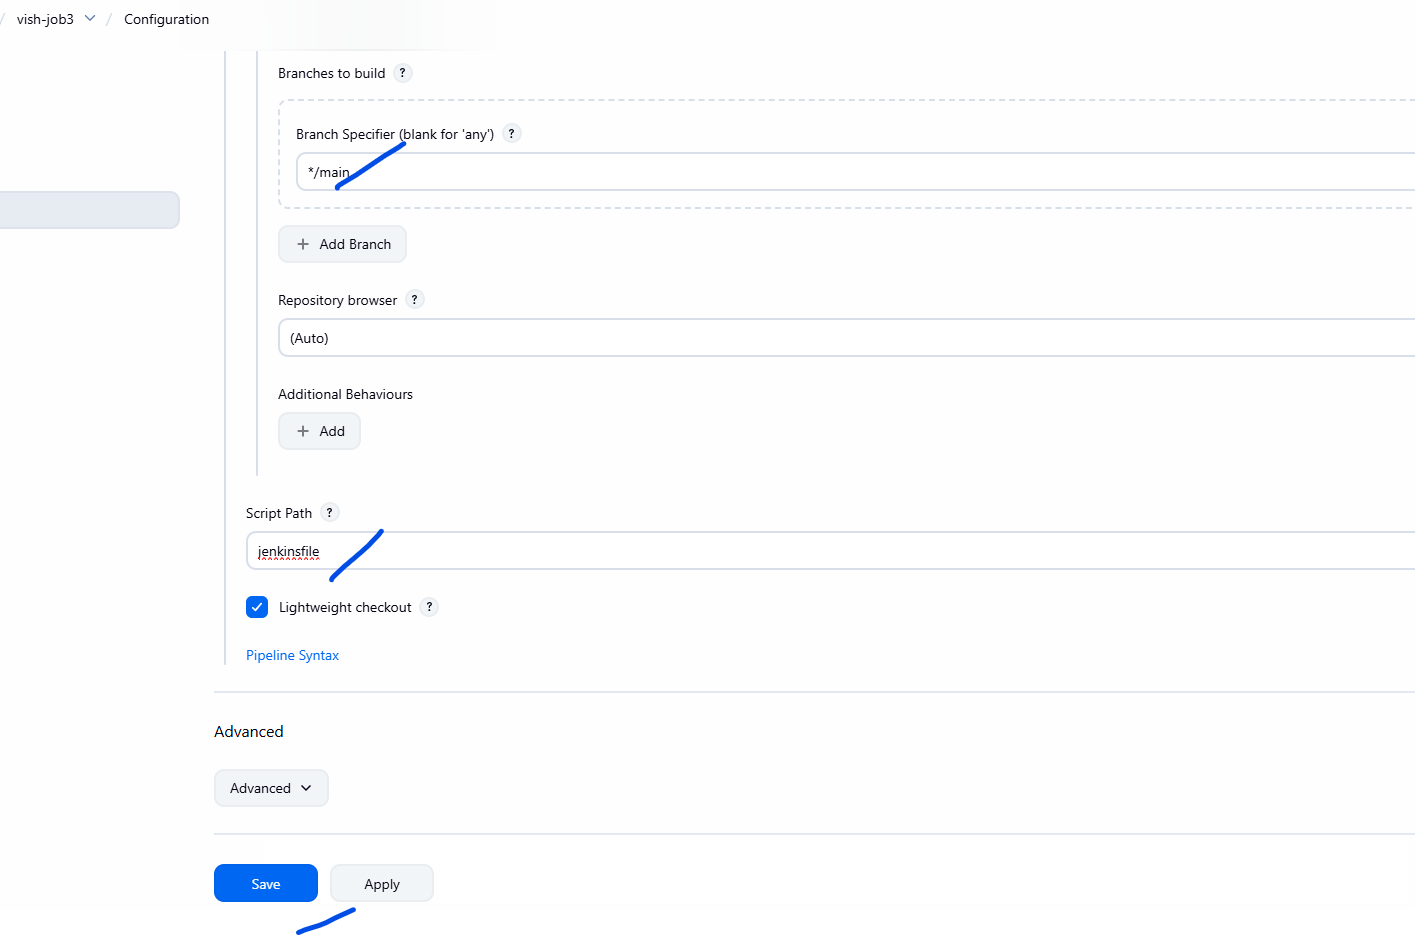 / vish-job3 / Configuration
Branches to build ?
Branch Specifier (blank for 'any') ?
*/main
+ Add Branch
Repository browser ?
(Auto)
Additional Behaviours
+ Add
Script Path ?
jenkinsfile
Lightweight checkout ?
Pipeline Syntax
Advanced
Advanced
Save Apply